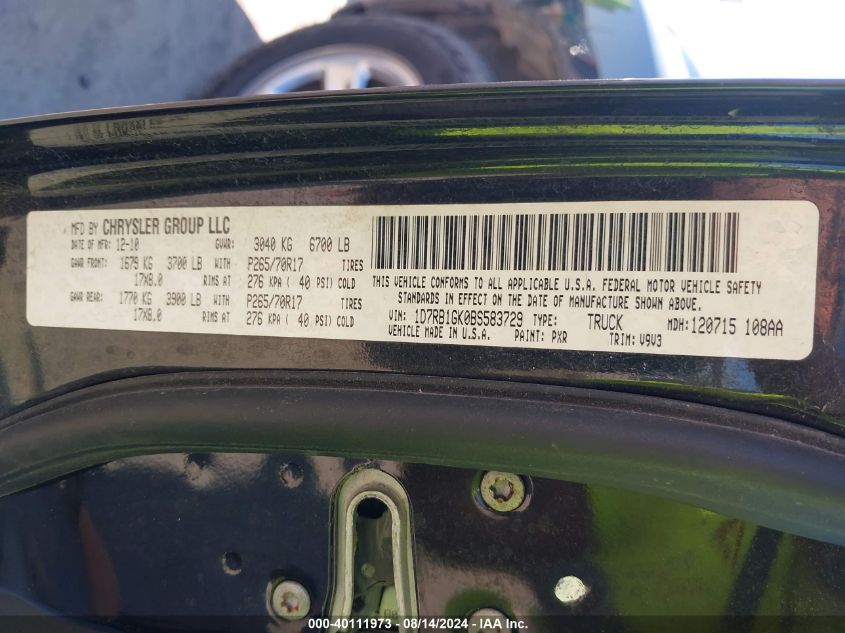 MFD BY CHRYSLER GROUP LLC
DATE OF MFR: 12-10 GVWR: 3040 KG 6700 LB
GAWR FRONT: 1679 KG 3700 LB WITH P265/70R17 TIRES
17X8.0 RIMS AT 276 KPA ( 40 PSI) COLD
GAWR REAR: 1770 KG 3900 LB WITH P265/70R17 TIRES
17X8.0 RIMS AT 276 KPA ( 40 PSI) COLD
THIS VEHICLE CONFORMS TO ALL APPLICABLE U.S.A. FEDERAL MOTOR VEHICLE SAFETY
STANDARDS IN EFFECT ON THE DATE OF MANUFACTURE SHOWN ABOVE.
VIN: 1D7RB1GK0BS583729 TYPE: TRUCK MDH: 120715 108AA
VEHICLE MADE IN U.S.A. PAINT: PXR TRIM: V9V3
000-40111973 - 08/14/2024 - IAA Inc.